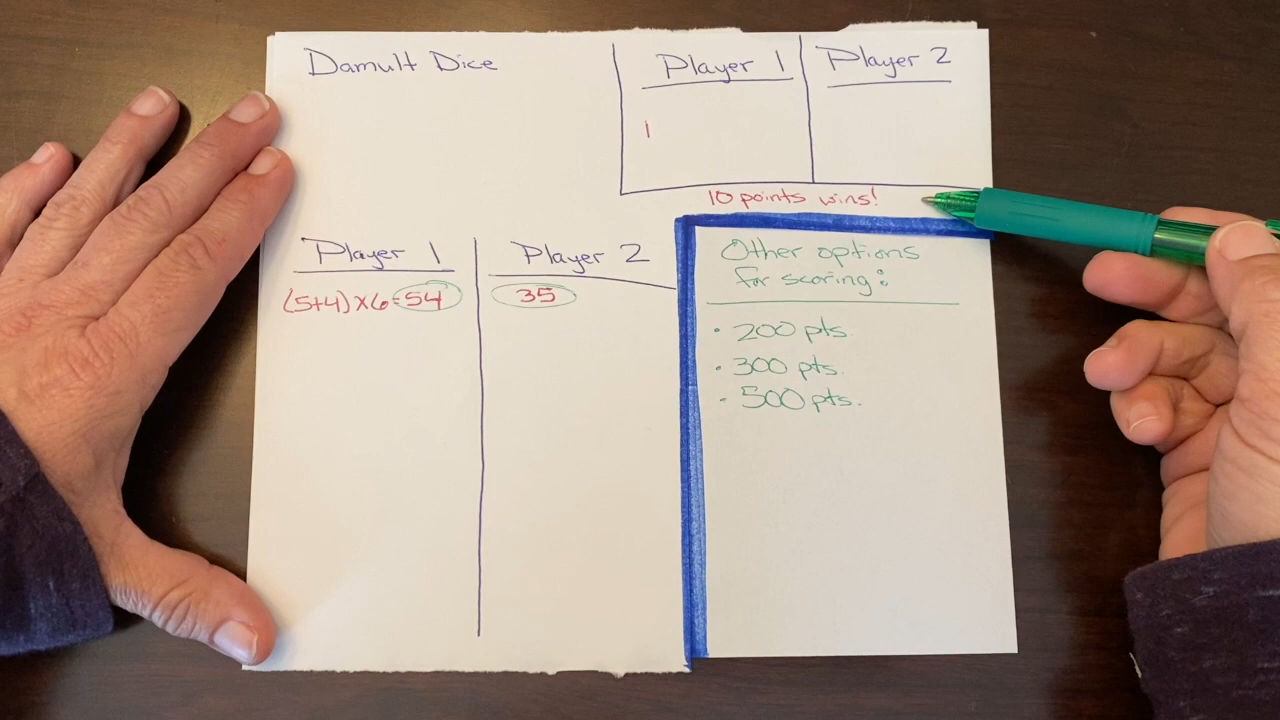 Damult Dice
Player 1
Player 2
1
10 points wins!
Player 1
Player 2
(5+4)×6=54
35
Other options
for scoring:
· 200 pts
· 300 pts.
· 500 pts.